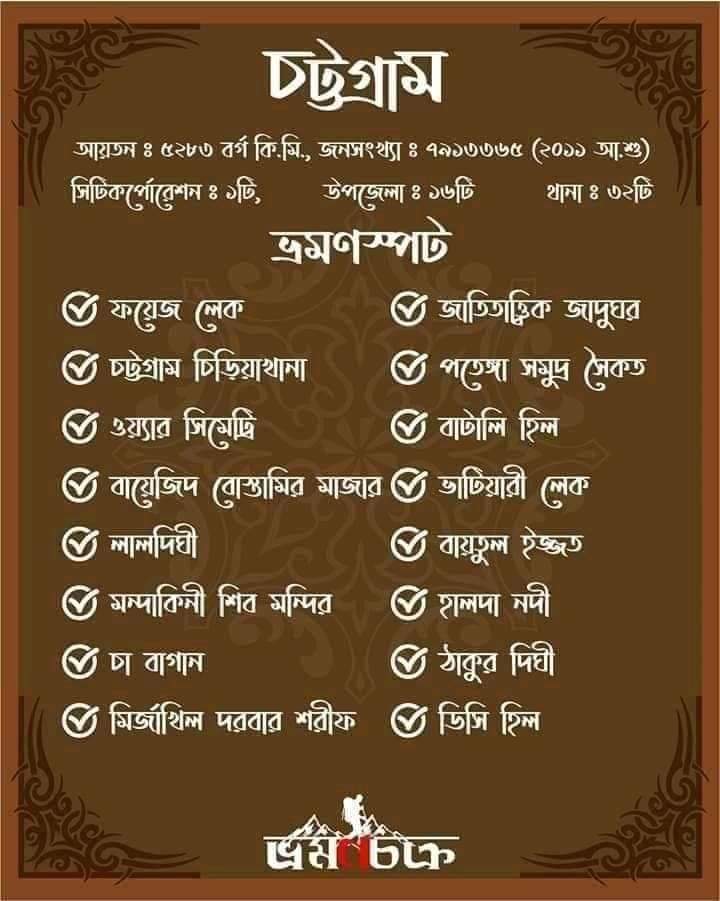 চট্টগ্রাম
আয়তন ঃ ৫২৮৩ বর্গ কি.মি., জনসংখ্যা ঃ ৭৯১৩৩৬৫ (২০১১ আ.শু)
সিটিকর্পোরেশন ঃ ১টি, উপজেলা ঃ ১৬টি থানা ঃ ৩২টি
ভ্রমণস্পট
ফয়েজ লেক
চট্টগ্রাম চিড়িয়াখানা
ওয়্যার সিমেট্রি
বায়েজিদ বোস্তামির মাজার
লালদিঘী
মন্দাকিনী শিব মন্দির
চা বাগান
মির্জাখিল দরবার শরীফ
জাতিতাত্ত্বিক জাদুঘর
পতেঙ্গা সমুদ্র সৈকত
বাটালি হিল
ভাটিয়ারী লেক
বায়তুল ইজ্জত
হালদা নদী
ঠাকুর দিঘী
ডিসি হিল
ভ্রমণচক্র